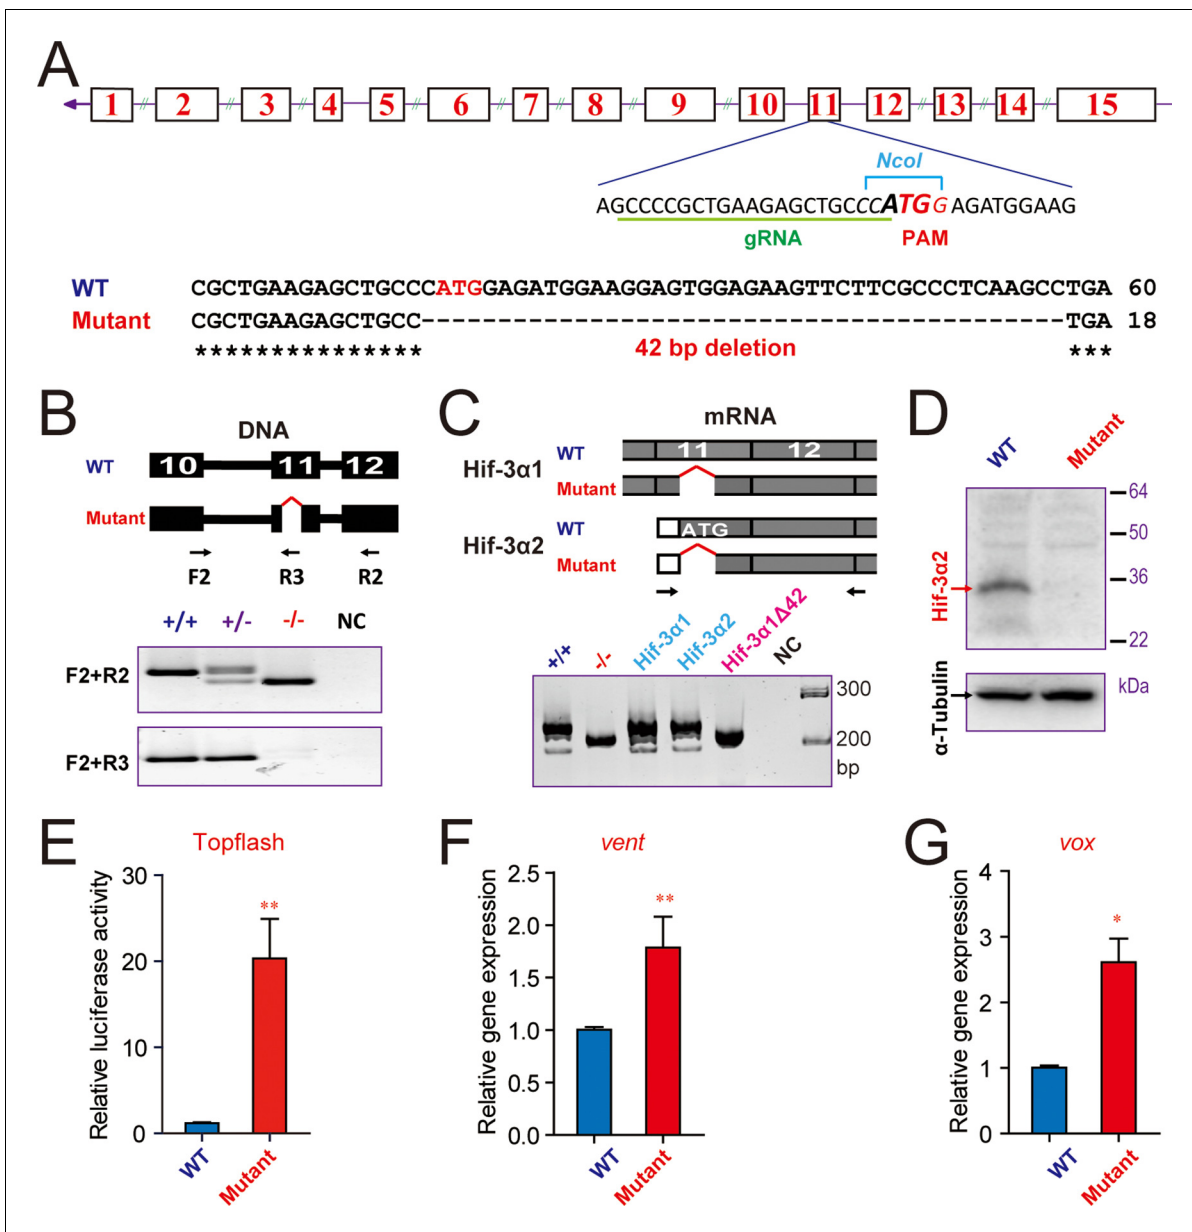 A
1 2 3 4 5 6 7 8 9 10 11 12 13 14 15
NcoI
AGCCCCGCTGAAGAGCTGCCCATGG AGATGGAAG
gRNA PAM
WT CGCTGAAGAGCTGCCCATGGAGATGGAAGGAGTGGAGAAGTTCTTCGCCCTCAAGCCTGA 60
Mutant CGCTGAAGAGCTGCC------------------------------------------TGA 18
*************** 42 bp deletion ***
B
DNA
WT 10 11 12
Mutant
F2 R3 R2
+/+ +/- -/- NC
F2+R2
F2+R3
C
mRNA
Hif-3α1
WT 11 12
Mutant
Hif-3α2
WT ATG
Mutant
+/+ -/- Hif-3α1 Hif-3α2 Hif-3α1Δ42 NC
300
200
bp
D
WT Mutant
64
50
36
22
kDa
Hif-3α2
α-Tubulin
E
Topflash
Relative luciferase activity
30
20
10
0
WT Mutant
**
F
vent
Relative gene expression
2.5
2.0
1.5
1.0
0.5
0.0
WT Mutant
**
G
vox
Relative gene expression
4
3
2
1
0
WT Mutant
*